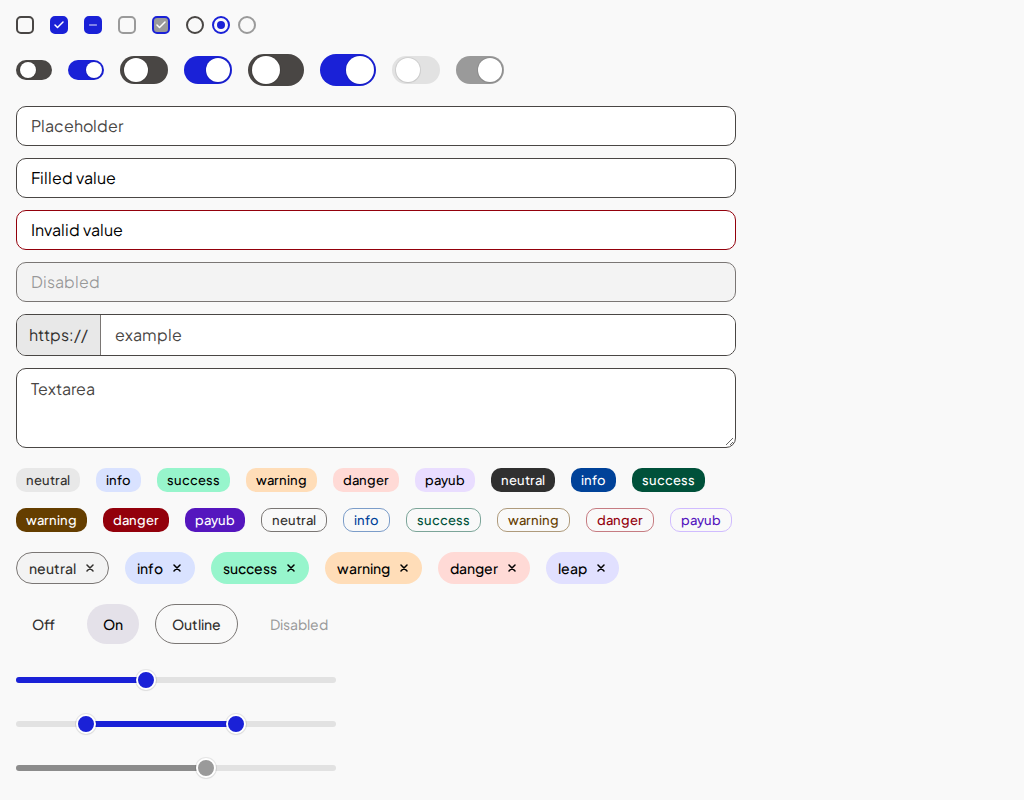 Placeholder
Filled value
Invalid value
Disabled
https:// example
Textarea
neutral info success warning danger payub neutral info success
warning danger payub neutral info success warning danger payub
neutral × info × success × warning × danger × leap ×
Off On Outline Disabled